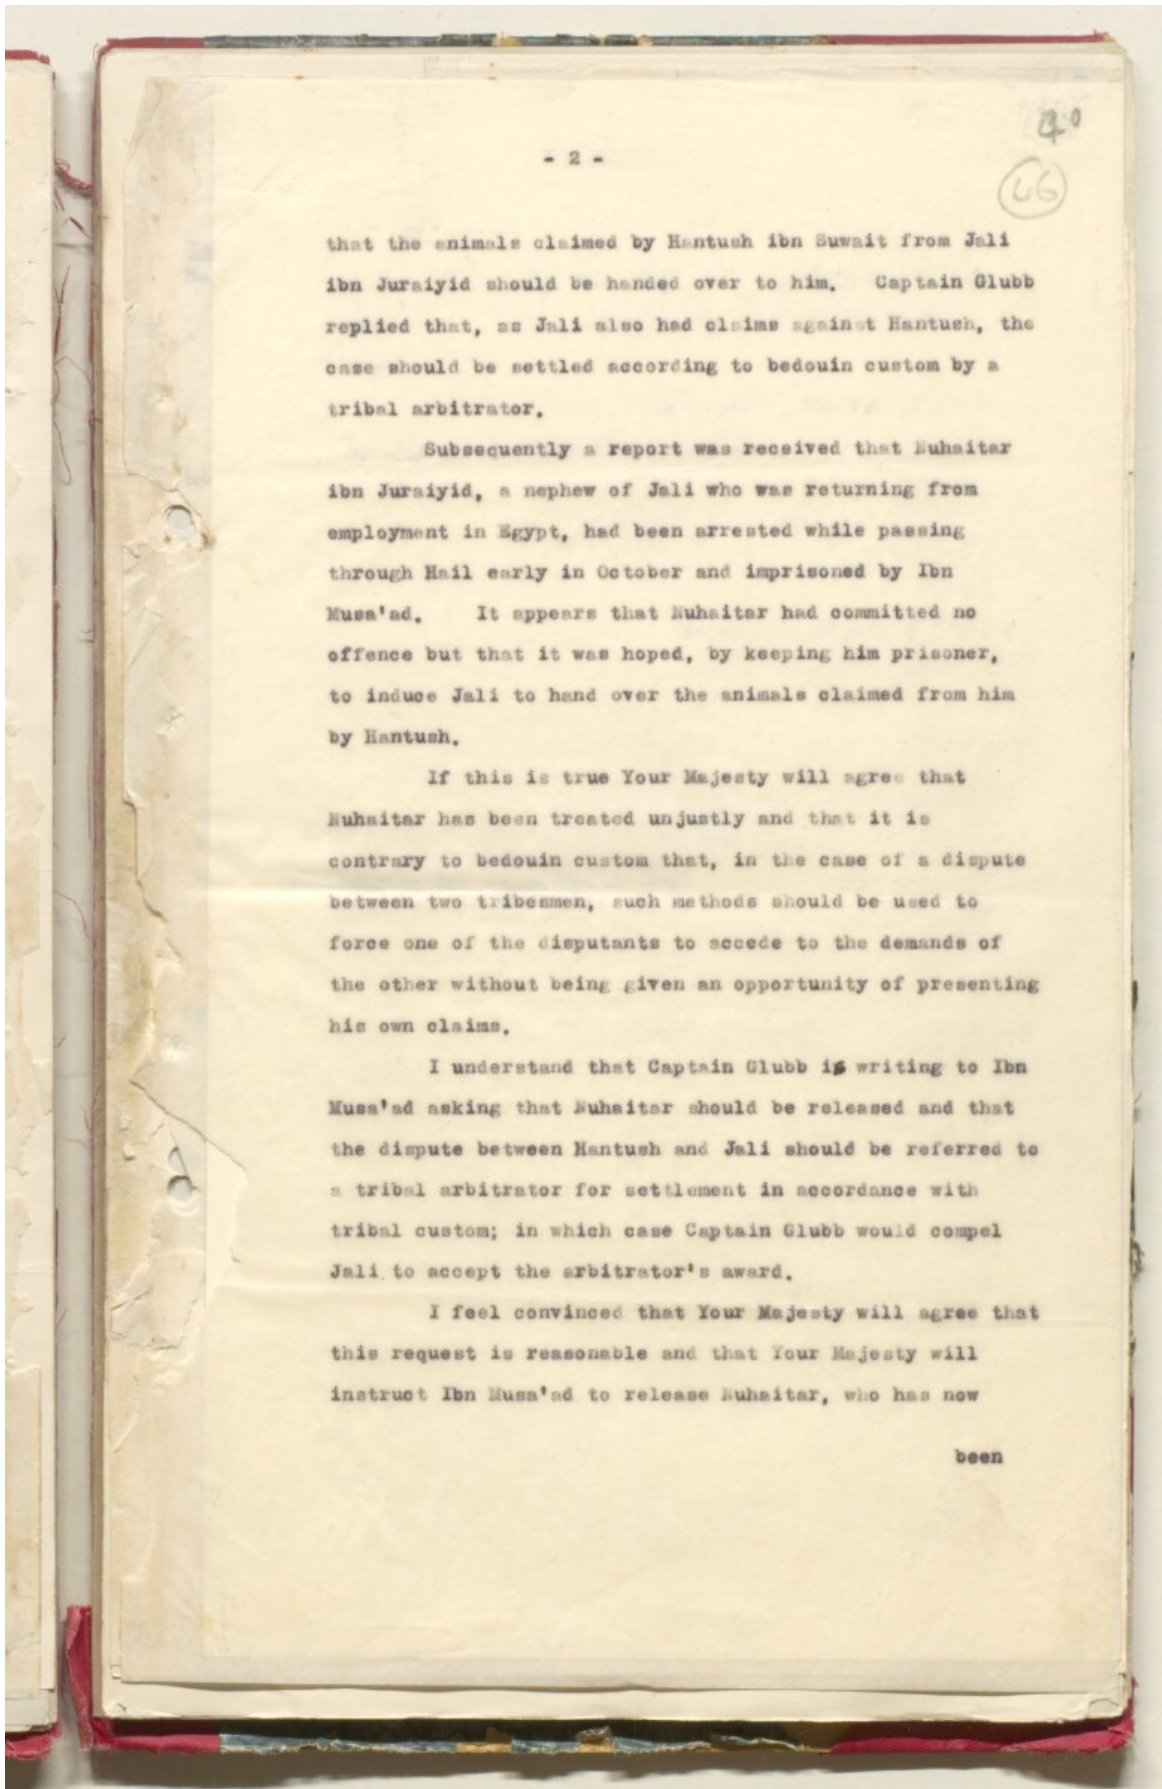 40
- 2 -
46
that the animals claimed by Hantush ibn Suwait from Jali
ibn Juraiyid should be handed over to him. Captain Glubb
replied that, as Jali also had claims against Hantush, the
case should be settled according to bedouin custom by a
tribal arbitrator.
Subsequently a report was received that Nuhaitar
ibn Juraiyid, a nephew of Jali who was returning from
employment in Egypt, had been arrested while passing
through Hail early in October and imprisoned by Ibn
Musa'ad. It appears that Nuhaitar had committed no
offence but that it was hoped, by keeping him prisoner,
to induce Jali to hand over the animals claimed from him
by Hantush.
If this is true Your Majesty will agree that
Nuhaitar has been treated unjustly and that it is
contrary to bedouin custom that, in the case of a dispute
between two tribesmen, such methods should be used to
force one of the disputants to accede to the demands of
the other without being given an opportunity of presenting
his own claims.
I understand that Captain Glubb is writing to Ibn
Musa'ad asking that Nuhaitar should be released and that
the dispute between Hantush and Jali should be referred to
a tribal arbitrator for settlement in accordance with
tribal custom; in which case Captain Glubb would compel
Jali to accept the arbitrator's award.
I feel convinced that Your Majesty will agree that
this request is reasonable and that Your Majesty will
instruct Ibn Musa'ad to release Nuhaitar, who has now
been